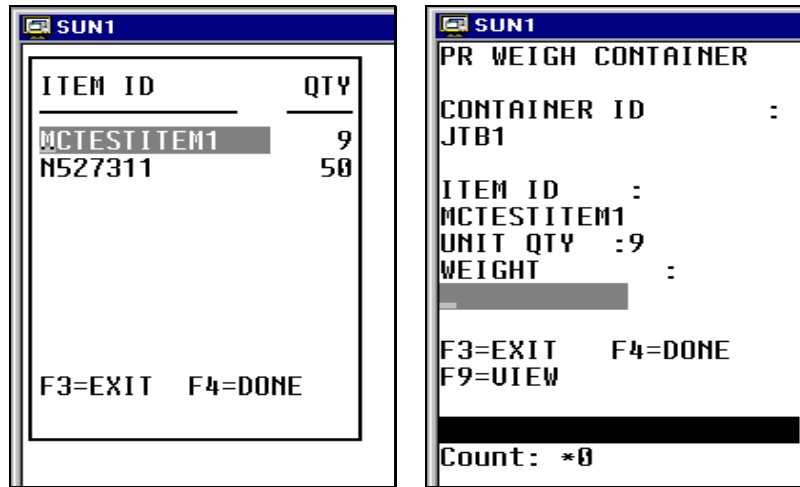 SUN1
ITEM ID QTY
MCTESTITEM1 9
N527311 50
F3=EXIT F4=DONE
SUN1
PR WEIGH CONTAINER
CONTAINER ID :
JTB1
ITEM ID :
MCTESTITEM1
UNIT QTY :9
WEIGHT :
F3=EXIT F4=DONE
F9=VIEW
Count: *0